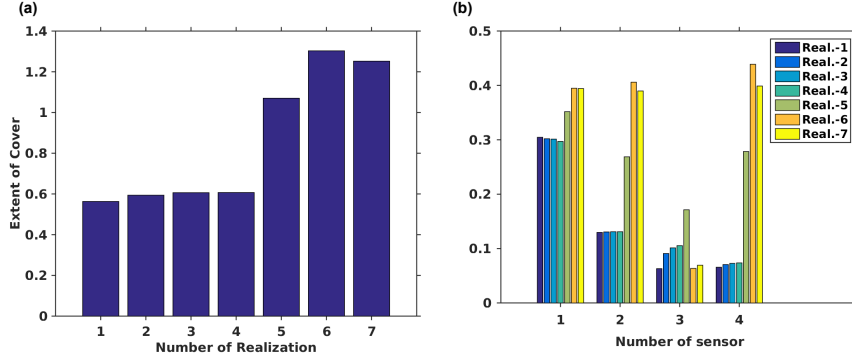 (a)
1.4
1.2
1
0.8
0.6
0.4
0.2
0
Extent of Cover
1 2 3 4 5 6 7
Number of Realization
(b)
0.5
0.4
0.3
0.2
0.1
0
1 2 3 4
Number of sensor
Real.-1
Real.-2
Real.-3
Real.-4
Real.-5
Real.-6
Real.-7